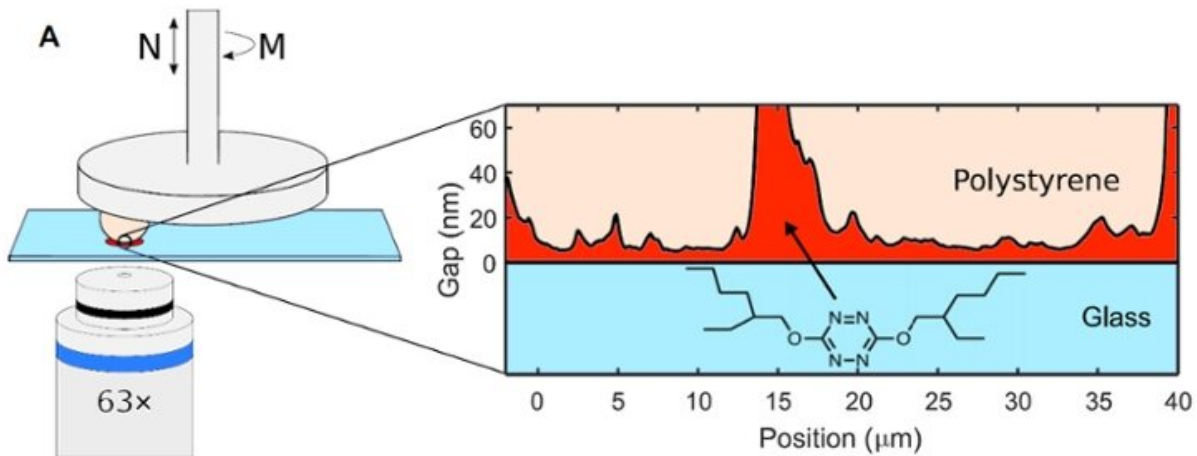 A
N M
63×
Gap (nm)
60
40
20
0
Polystyrene
Glass
N=N
O O
N-N
0 5 10 15 20 25 30 35 40
Position (μm)